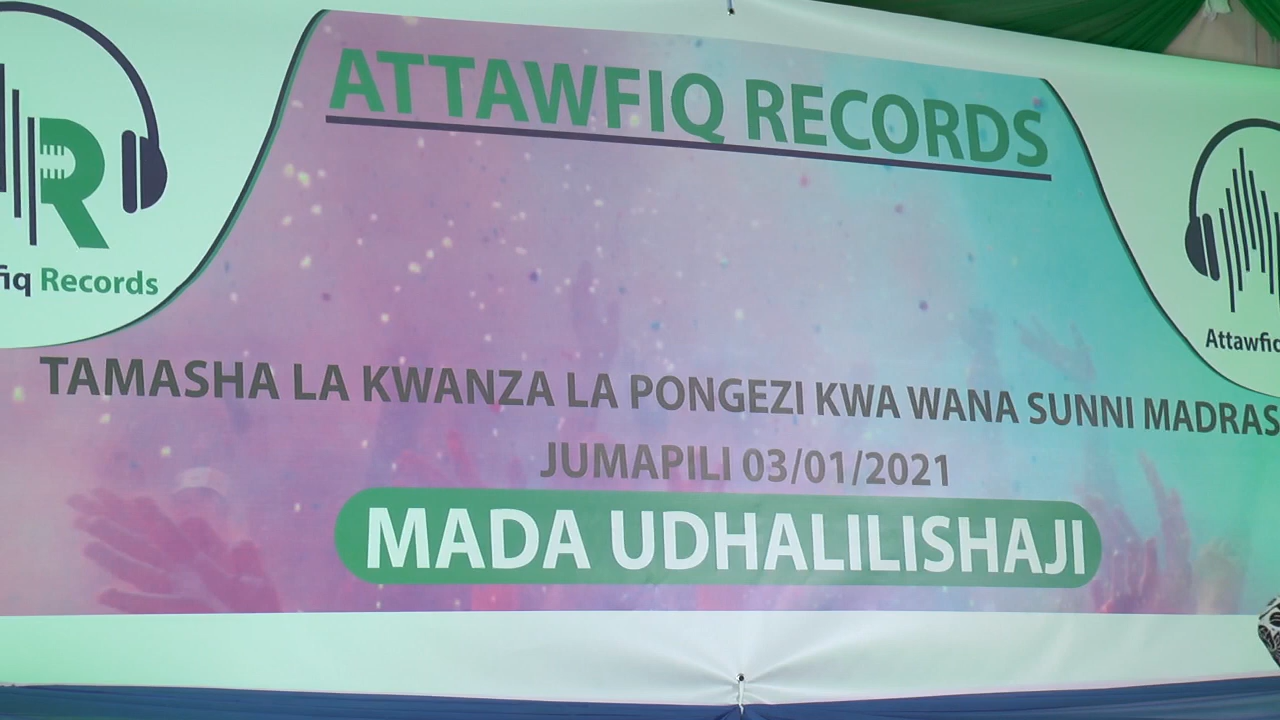 ATTAWFIQ RECORDS
R
fiq Records
Attawfiq
TAMASHA LA KWANZA LA PONGEZI KWA WANA SUNNI MADRAS
JUMAPILI 03/01/2021
MADA UDHALILISHAJI